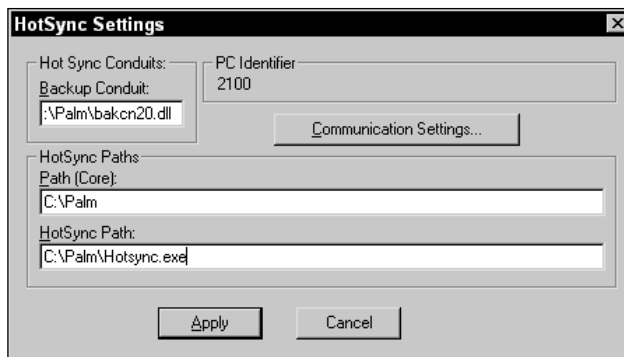 HotSync Settings
Hot Sync Conduits:
Backup Conduit:
:\Palm\bakcn20.dll
PC Identifier
2100
Communication Settings...
HotSync Paths
Path (Core):
C:\Palm
HotSync Path:
C:\Palm\Hotsync.exe
Apply
Cancel